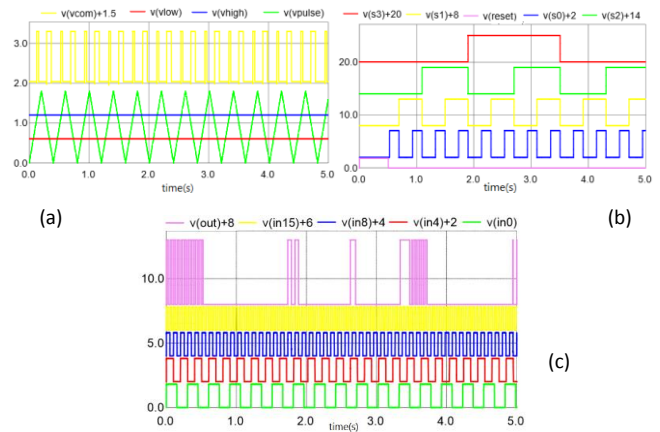 v(vcom)+1.5 v(vlow) v(vhigh) v(vpulse)
3.0
2.0
1.0
0.0
0.0 1.0 2.0 3.0 4.0 5.0
time(s)
(a)
v(s3)+20 v(s1)+8 v(reset) v(s0)+2 v(s2)+14
20.0
10.0
0.0
0.0 1.0 2.0 3.0 4.0 5.0
time(s)
(b)
v(out)+8 v(in15)+6 v(in8)+4 v(in4)+2 v(in0)
10.0
5.0
0.0
0.0 1.0 2.0 3.0 4.0 5.0
time(s)
(c)